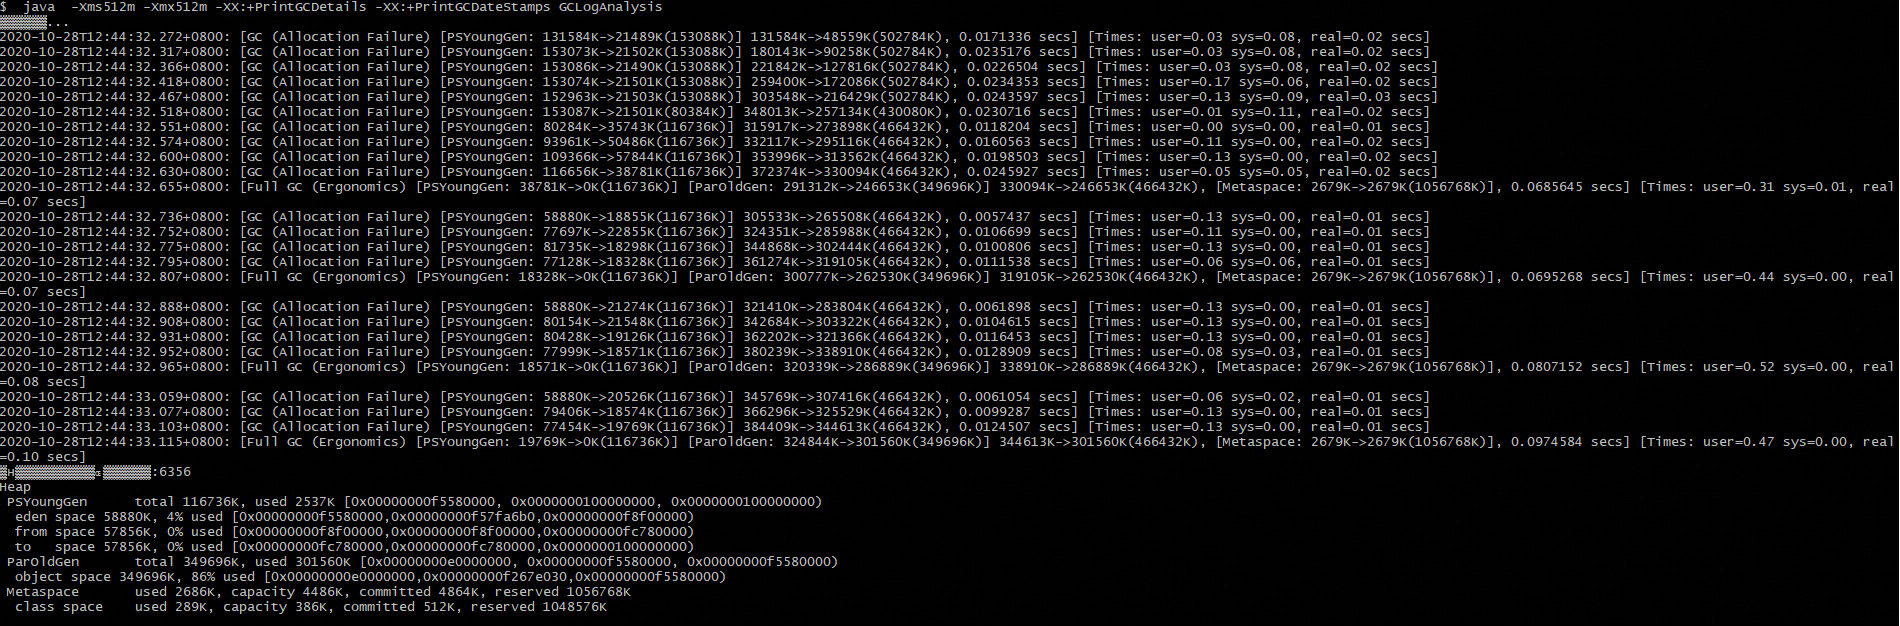 $  java  -Xms512m -Xmx512m -XX:+PrintGCDetails -XX:+PrintGCDateStamps GCLogAnalysis
...
2020-10-28T12:44:32.272+0800: [GC (Allocation Failure) [PSYoungGen: 131584K->21489K(153088K)] 131584K->48559K(502784K), 0.0171336 secs] [Times: user=0.03 sys=0.08, real=0.02 secs]
2020-10-28T12:44:32.317+0800: [GC (Allocation Failure) [PSYoungGen: 153073K->21502K(153088K)] 180143K->90258K(502784K), 0.0235176 secs] [Times: user=0.03 sys=0.08, real=0.02 secs]
2020-10-28T12:44:32.366+0800: [GC (Allocation Failure) [PSYoungGen: 153086K->21490K(153088K)] 221842K->127816K(502784K), 0.0226504 secs] [Times: user=0.03 sys=0.08, real=0.02 secs]
2020-10-28T12:44:32.418+0800: [GC (Allocation Failure) [PSYoungGen: 153074K->21501K(153088K)] 259400K->172086K(502784K), 0.0234353 secs] [Times: user=0.17 sys=0.06, real=0.02 secs]
2020-10-28T12:44:32.467+0800: [GC (Allocation Failure) [PSYoungGen: 152963K->21503K(153088K)] 303548K->216429K(502784K), 0.0243597 secs] [Times: user=0.13 sys=0.09, real=0.03 secs]
2020-10-28T12:44:32.518+0800: [GC (Allocation Failure) [PSYoungGen: 153087K->21501K(80384K)] 348013K->257134K(430080K), 0.0230716 secs] [Times: user=0.01 sys=0.11, real=0.02 secs]
2020-10-28T12:44:32.551+0800: [GC (Allocation Failure) [PSYoungGen: 80284K->35743K(116736K)] 315917K->273898K(466432K), 0.0118204 secs] [Times: user=0.00 sys=0.00, real=0.01 secs]
2020-10-28T12:44:32.574+0800: [GC (Allocation Failure) [PSYoungGen: 93961K->50486K(116736K)] 332117K->295116K(466432K), 0.0160563 secs] [Times: user=0.11 sys=0.00, real=0.02 secs]
2020-10-28T12:44:32.600+0800: [GC (Allocation Failure) [PSYoungGen: 109366K->57844K(116736K)] 353996K->313562K(466432K), 0.0198503 secs] [Times: user=0.13 sys=0.00, real=0.02 secs]
2020-10-28T12:44:32.630+0800: [GC (Allocation Failure) [PSYoungGen: 116656K->38781K(116736K)] 372374K->330094K(466432K), 0.0245927 secs] [Times: user=0.05 sys=0.05, real=0.02 secs]
2020-10-28T12:44:32.655+0800: [Full GC (Ergonomics) [PSYoungGen: 38781K->0K(116736K)] [ParOldGen: 291312K->246653K(349696K)] 330094K->246653K(466432K), [Metaspace: 2679K->2679K(1056768K)], 0.0685645 secs] [Times: user=0.31 sys=0.01, real
=0.07 secs]
2020-10-28T12:44:32.736+0800: [GC (Allocation Failure) [PSYoungGen: 58880K->18855K(116736K)] 305533K->265508K(466432K), 0.0057437 secs] [Times: user=0.13 sys=0.00, real=0.01 secs]
2020-10-28T12:44:32.752+0800: [GC (Allocation Failure) [PSYoungGen: 77697K->22855K(116736K)] 324351K->285988K(466432K), 0.0106699 secs] [Times: user=0.11 sys=0.00, real=0.01 secs]
2020-10-28T12:44:32.775+0800: [GC (Allocation Failure) [PSYoungGen: 81735K->18298K(116736K)] 344868K->302444K(466432K), 0.0100806 secs] [Times: user=0.13 sys=0.00, real=0.01 secs]
2020-10-28T12:44:32.795+0800: [GC (Allocation Failure) [PSYoungGen: 77128K->18328K(116736K)] 361274K->319105K(466432K), 0.0111538 secs] [Times: user=0.06 sys=0.06, real=0.01 secs]
2020-10-28T12:44:32.807+0800: [Full GC (Ergonomics) [PSYoungGen: 18328K->0K(116736K)] [ParOldGen: 300777K->262530K(349696K)] 319105K->262530K(466432K), [Metaspace: 2679K->2679K(1056768K)], 0.0695268 secs] [Times: user=0.44 sys=0.00, real
=0.07 secs]
2020-10-28T12:44:32.888+0800: [GC (Allocation Failure) [PSYoungGen: 58880K->21274K(116736K)] 321410K->283804K(466432K), 0.0061898 secs] [Times: user=0.13 sys=0.00, real=0.01 secs]
2020-10-28T12:44:32.908+0800: [GC (Allocation Failure) [PSYoungGen: 80154K->21548K(116736K)] 342684K->303322K(466432K), 0.0104615 secs] [Times: user=0.13 sys=0.00, real=0.01 secs]
2020-10-28T12:44:32.931+0800: [GC (Allocation Failure) [PSYoungGen: 80428K->19126K(116736K)] 362202K->321366K(466432K), 0.0116453 secs] [Times: user=0.13 sys=0.00, real=0.01 secs]
2020-10-28T12:44:32.952+0800: [GC (Allocation Failure) [PSYoungGen: 77999K->18571K(116736K)] 380239K->338910K(466432K), 0.0128909 secs] [Times: user=0.08 sys=0.03, real=0.01 secs]
2020-10-28T12:44:32.965+0800: [Full GC (Ergonomics) [PSYoungGen: 18571K->0K(116736K)] [ParOldGen: 320339K->286889K(349696K)] 338910K->286889K(466432K), [Metaspace: 2679K->2679K(1056768K)], 0.0807152 secs] [Times: user=0.52 sys=0.00, real
=0.08 secs]
2020-10-28T12:44:33.059+0800: [GC (Allocation Failure) [PSYoungGen: 58880K->20526K(116736K)] 345769K->307416K(466432K), 0.0061054 secs] [Times: user=0.06 sys=0.02, real=0.01 secs]
2020-10-28T12:44:33.077+0800: [GC (Allocation Failure) [PSYoungGen: 79406K->18574K(116736K)] 366296K->325529K(466432K), 0.0099287 secs] [Times: user=0.13 sys=0.00, real=0.01 secs]
2020-10-28T12:44:33.103+0800: [GC (Allocation Failure) [PSYoungGen: 77454K->19769K(116736K)] 384409K->344613K(466432K), 0.0124507 secs] [Times: user=0.13 sys=0.00, real=0.01 secs]
2020-10-28T12:44:33.115+0800: [Full GC (Ergonomics) [PSYoungGen: 19769K->0K(116736K)] [ParOldGen: 324844K->301560K(349696K)] 344613K->301560K(466432K), [Metaspace: 2679K->2679K(1056768K)], 0.0974584 secs] [Times: user=0.47 sys=0.00, real
=0.10 secs]
:6356
Heap
 PSYoungGen      total 116736K, used 2537K [0x00000000f5580000, 0x0000000100000000, 0x0000000100000000)
  eden space 58880K, 4% used [0x00000000f5580000,0x00000000f57fa6b0,0x00000000f8f00000)
  from space 57856K, 0% used [0x00000000f8f00000,0x00000000f8f00000,0x00000000fc780000)
  to   space 57856K, 0% used [0x00000000fc780000,0x00000000fc780000,0x0000000100000000)
 ParOldGen       total 349696K, used 301560K [0x00000000e0000000, 0x00000000f5580000, 0x00000000f5580000)
  object space 349696K, 86% used [0x00000000e0000000,0x00000000f267e030,0x00000000f5580000)
 Metaspace       used 2686K, capacity 4486K, committed 4864K, reserved 1056768K
  class space    used 289K, capacity 386K, committed 512K, reserved 1048576K